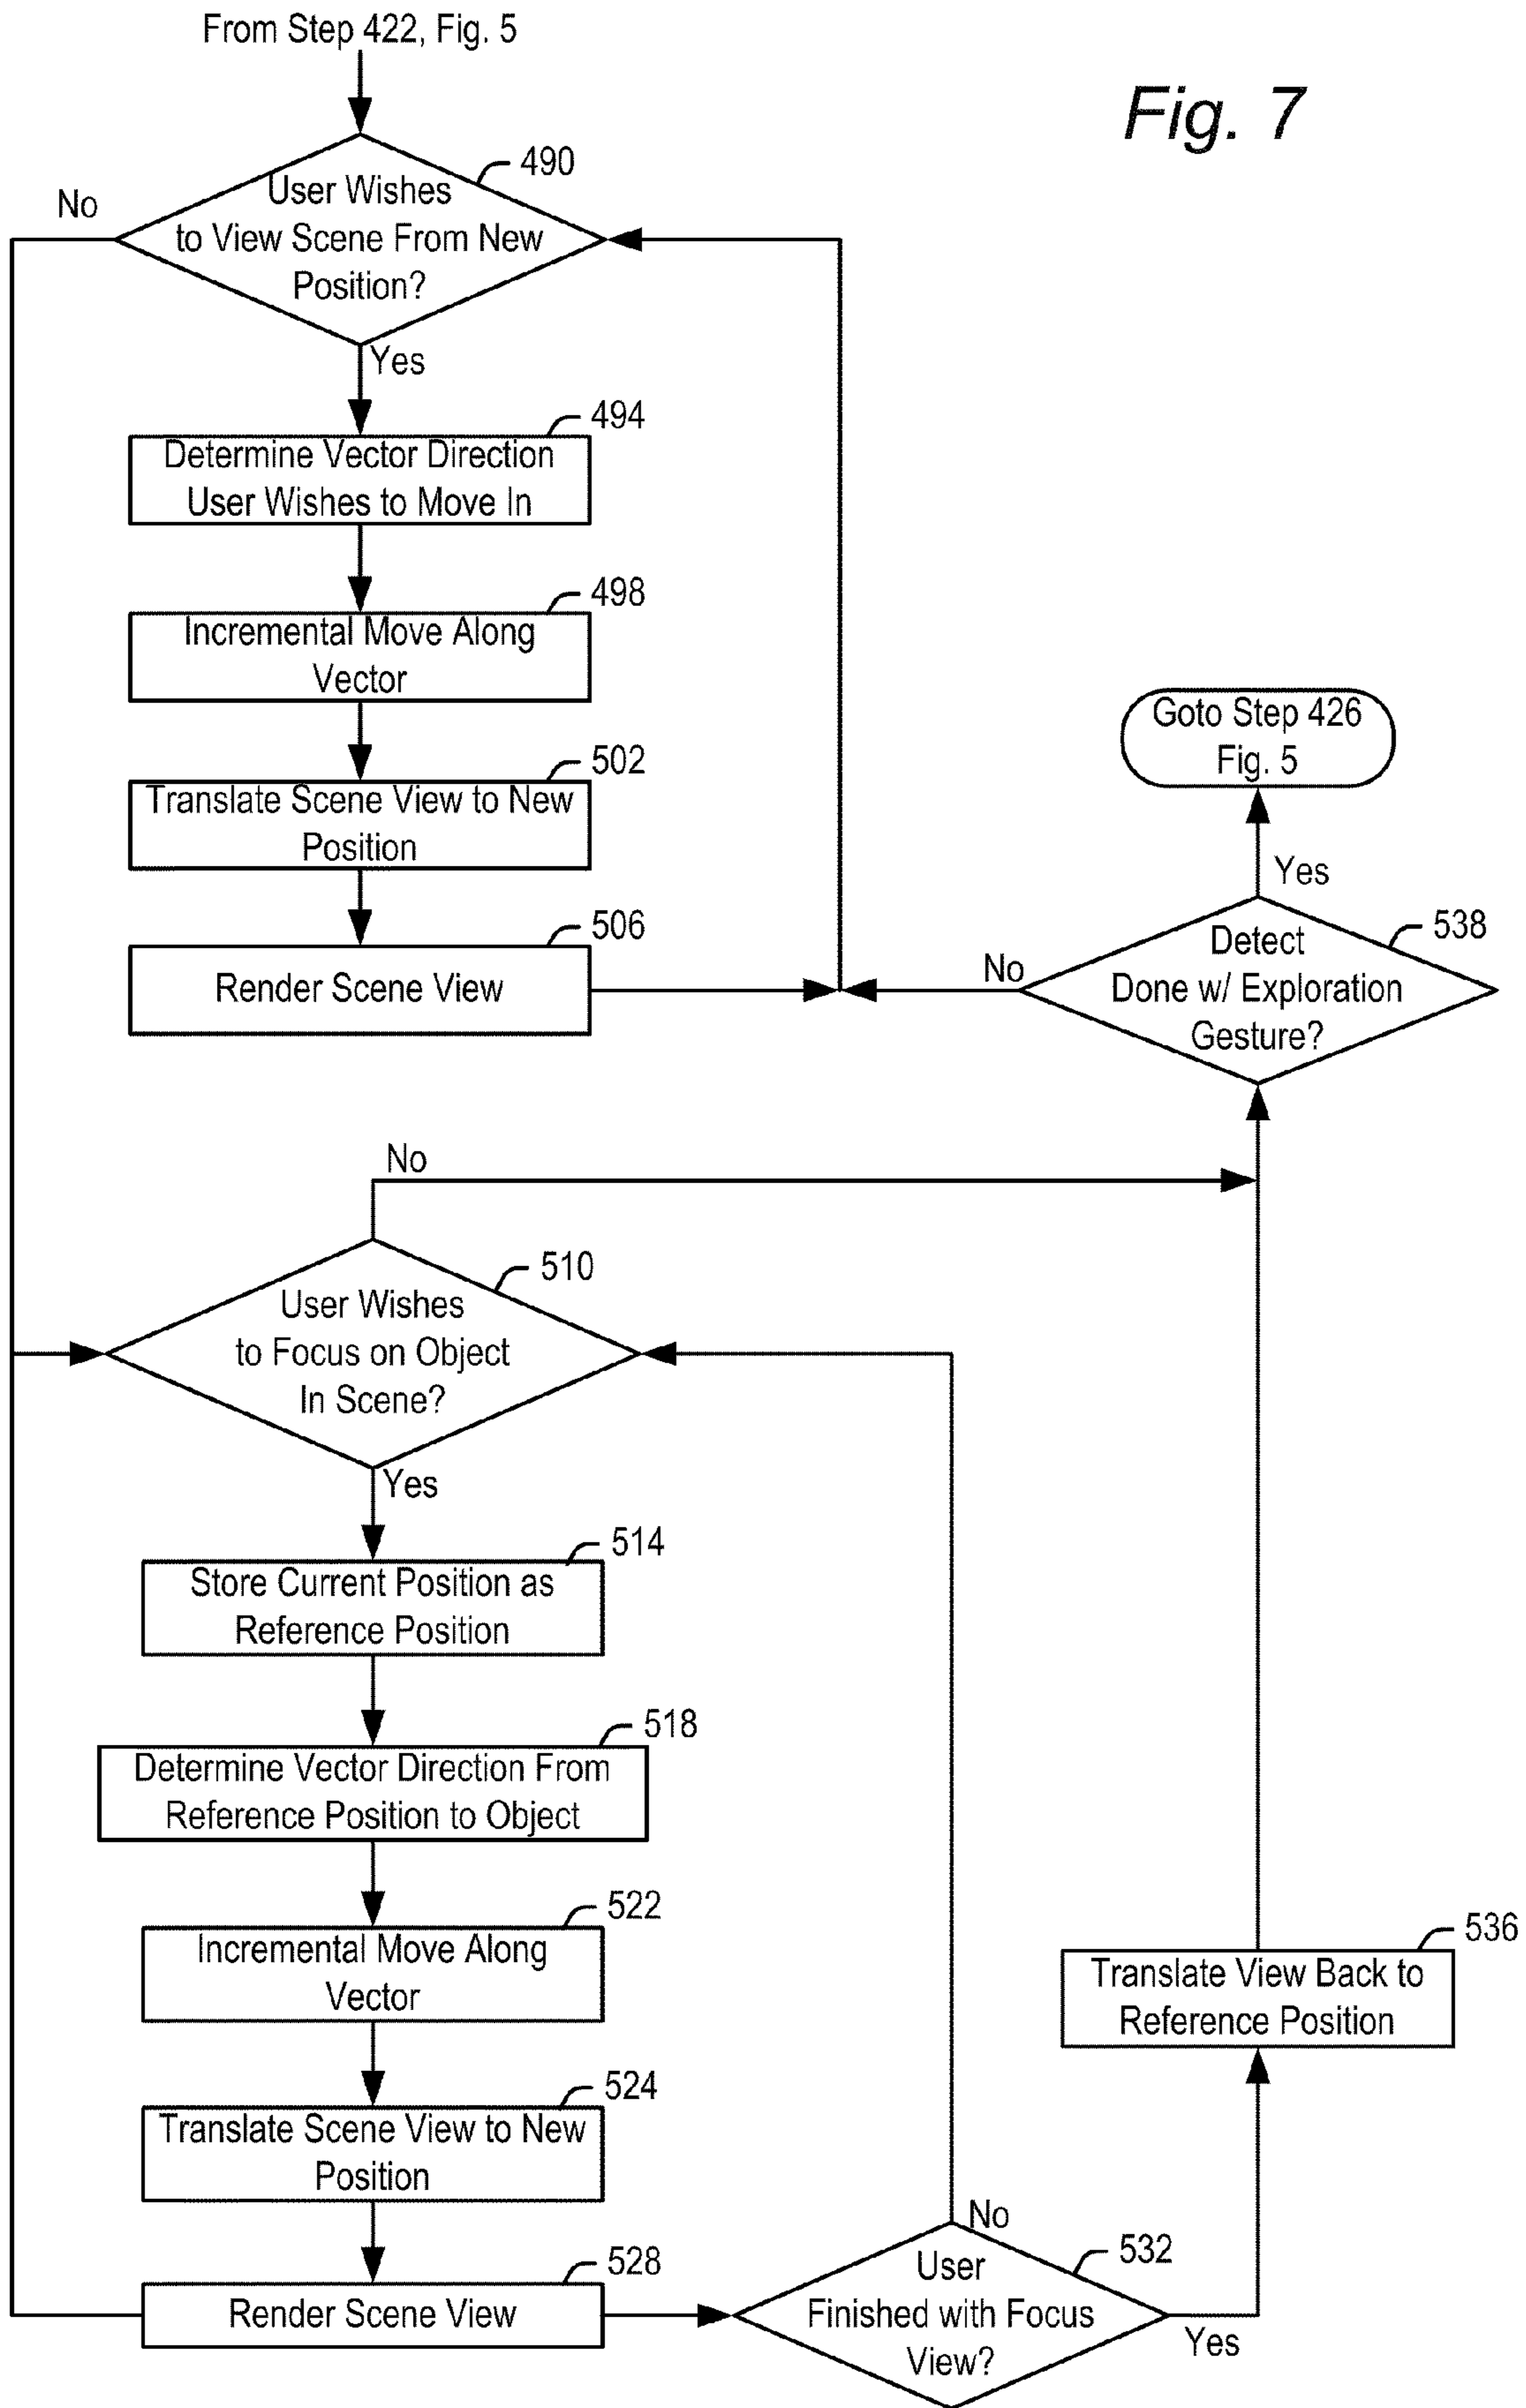 From Step 422, Fig. 5
Fig. 7
490
No
User Wishes
to View Scene From New
Position?
Yes
494
Determine Vector Direction
User Wishes to Move In
498
Incremental Move Along
Vector
502
Translate Scene View to New
Position
506
Render Scene View
Goto Step 426
Fig. 5
Yes
538
No
Detect
Done w/ Exploration
Gesture?
No
510
User Wishes
to Focus on Object
In Scene?
Yes
514
Store Current Position as
Reference Position
518
Determine Vector Direction From
Reference Position to Object
522
Incremental Move Along
Vector
536
Translate View Back to
Reference Position
524
Translate Scene View to New
Position
528
Render Scene View
No
532
User
Finished with Focus
View?
Yes